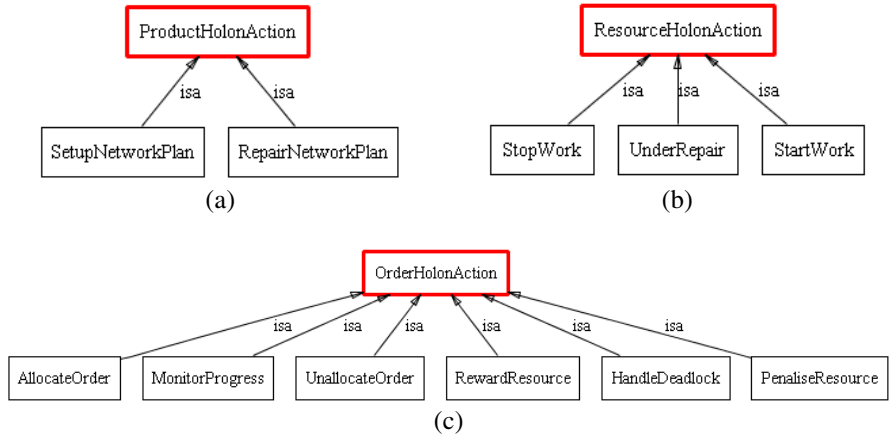 ProductHolonAction
isa isa
SetupNetworkPlan RepairNetworkPlan
(a)
ResourceHolonAction
isa isa isa
StopWork UnderRepair StartWork
(b)
OrderHolonAction
isa isa isa isa isa isa
AllocateOrder MonitorProgress UnallocateOrder RewardResource HandleDeadlock PenaliseResource
(c)